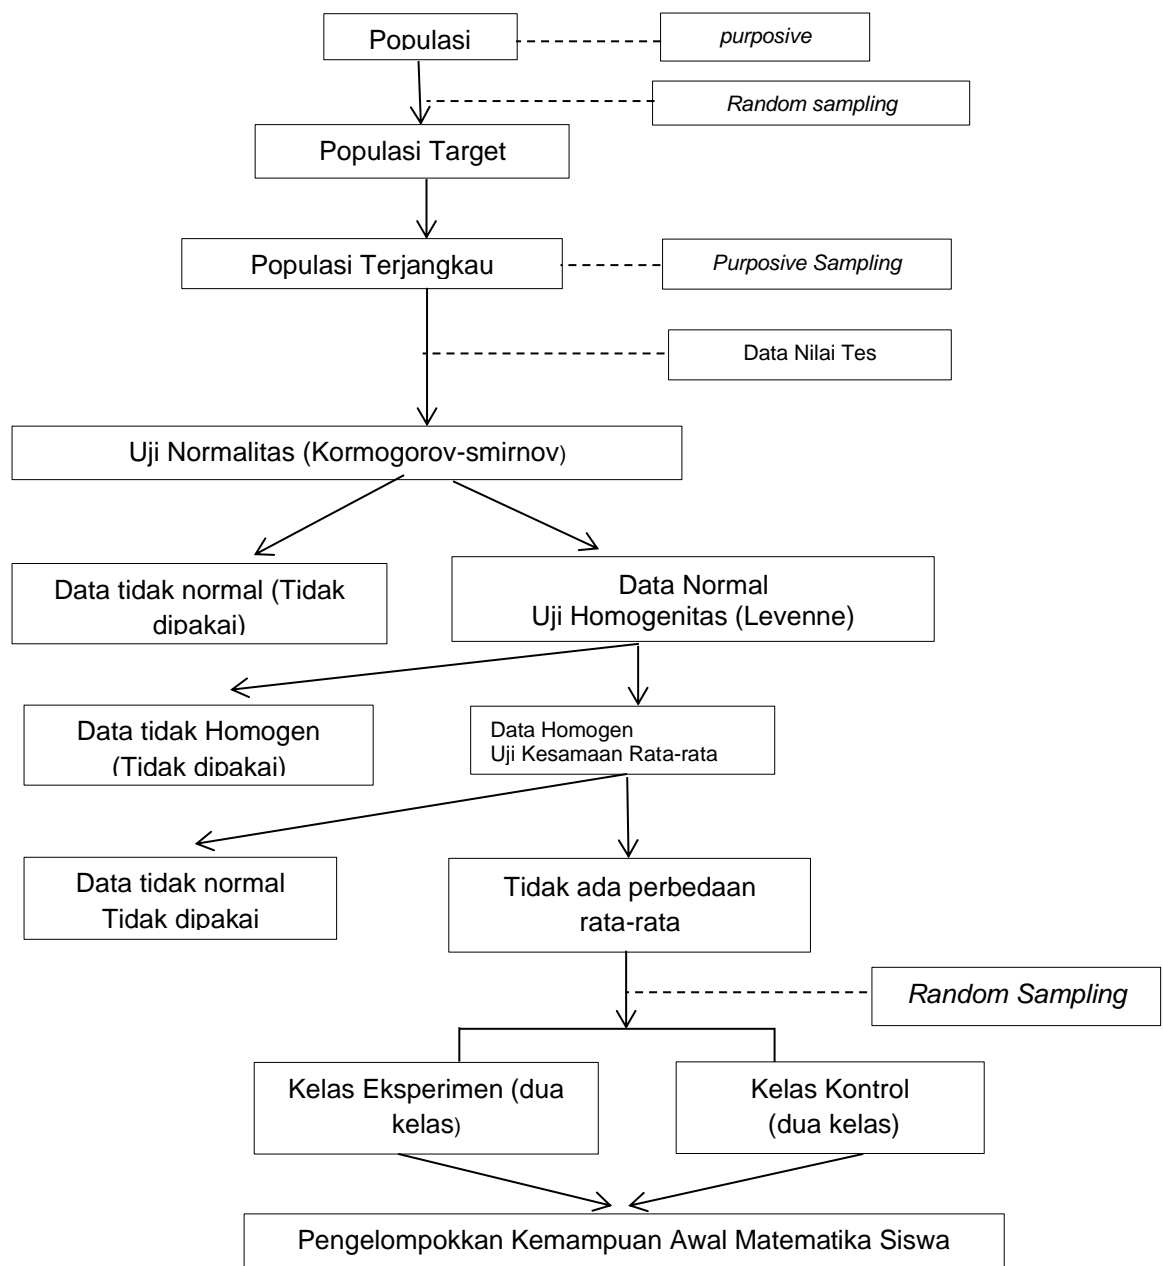 Populasi
purposive
Random sampling
Populasi Target
Populasi Terjangkau
Purposive Sampling
Data Nilai Tes
Uji Normalitas (Kormogorov-smirnov)
Data tidak normal (Tidak
dipakai)
Data Normal
Uji Homogenitas (Levenne)
Data tidak Homogen
(Tidak dipakai)
Data Homogen
Uji Kesamaan Rata-rata
Data tidak normal
Tidak dipakai
Tidak ada perbedaan
rata-rata
Random Sampling
Kelas Eksperimen (dua
kelas)
Kelas Kontrol
(dua kelas)
Pengelompokkan Kemampuan Awal Matematika Siswa